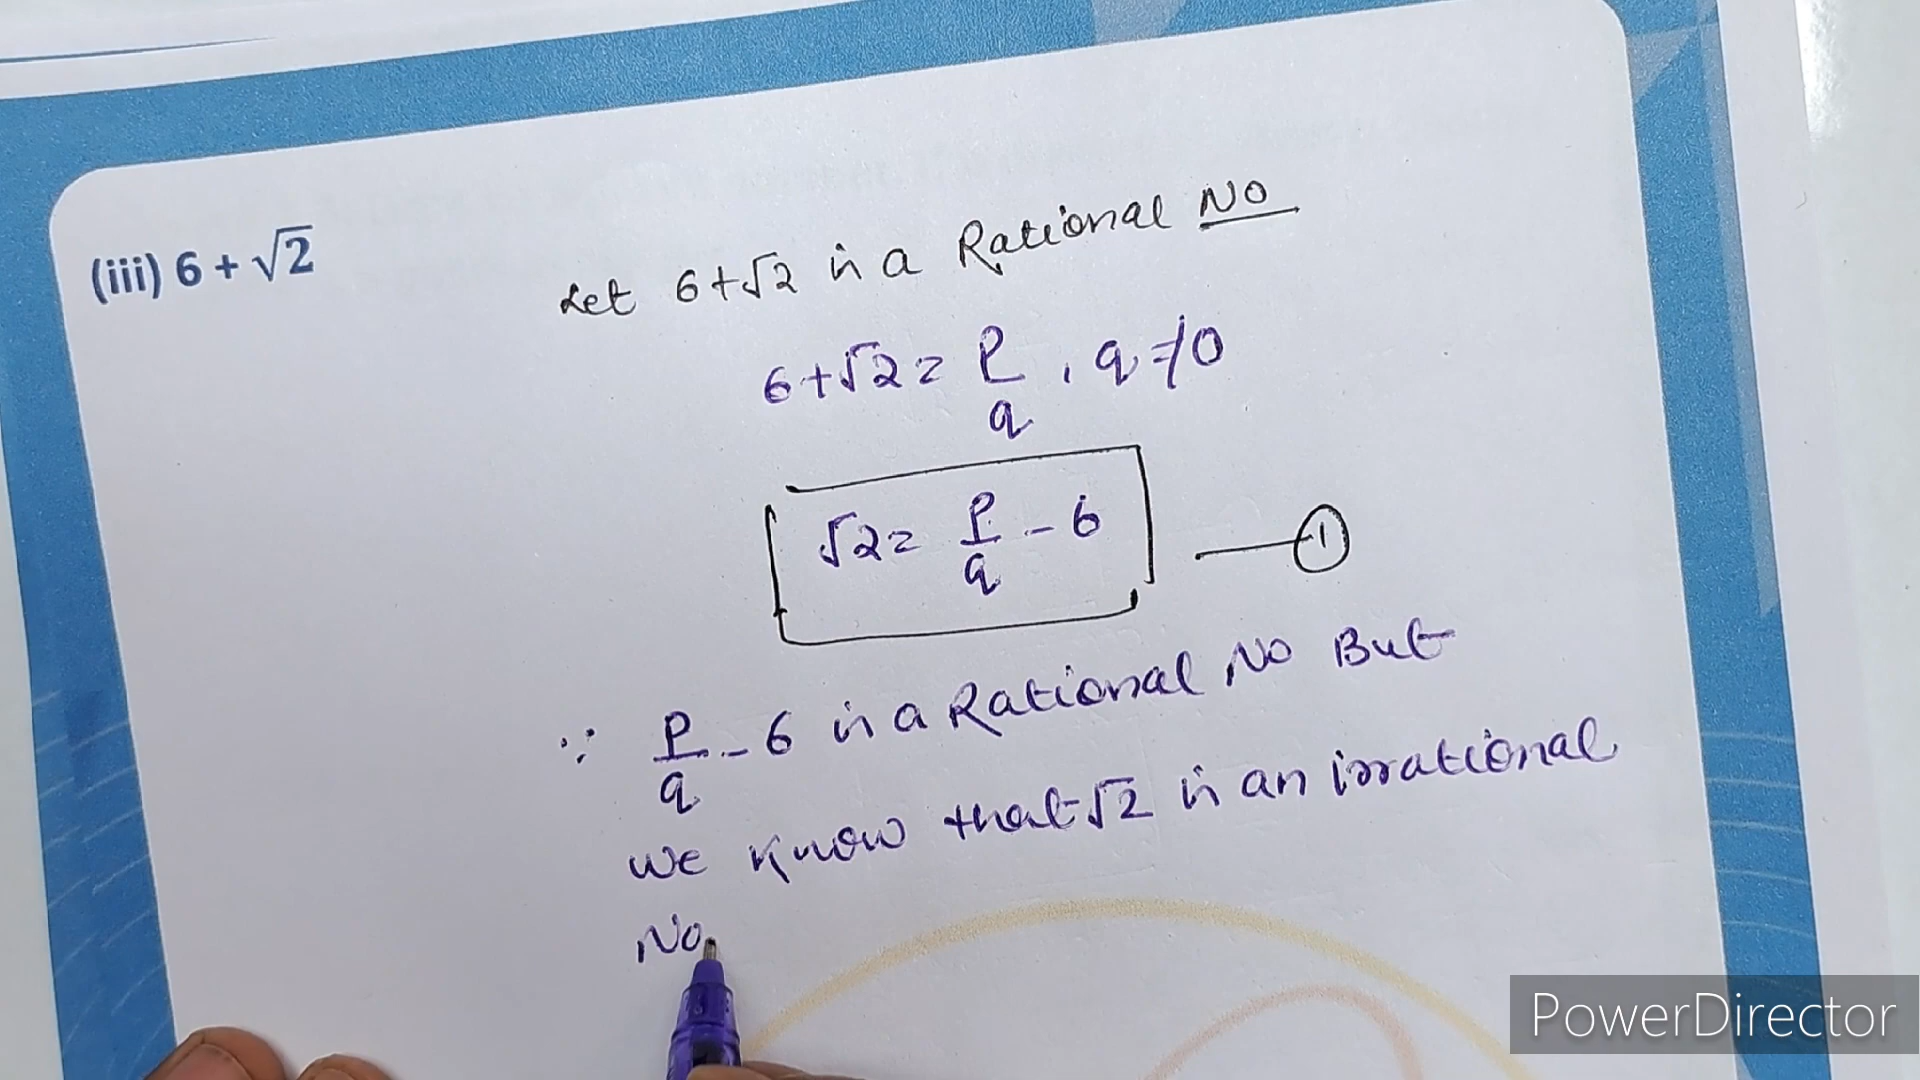 (iii) 6 + √2
Let 6+√2 is a Rational NO
6+√2 = P/q , q ≠ 0
√2 = P/q - 6 —— ①
∵ P/q - 6 is a Rational NO But
we know that √2 is an irrational
No.
PowerDirector